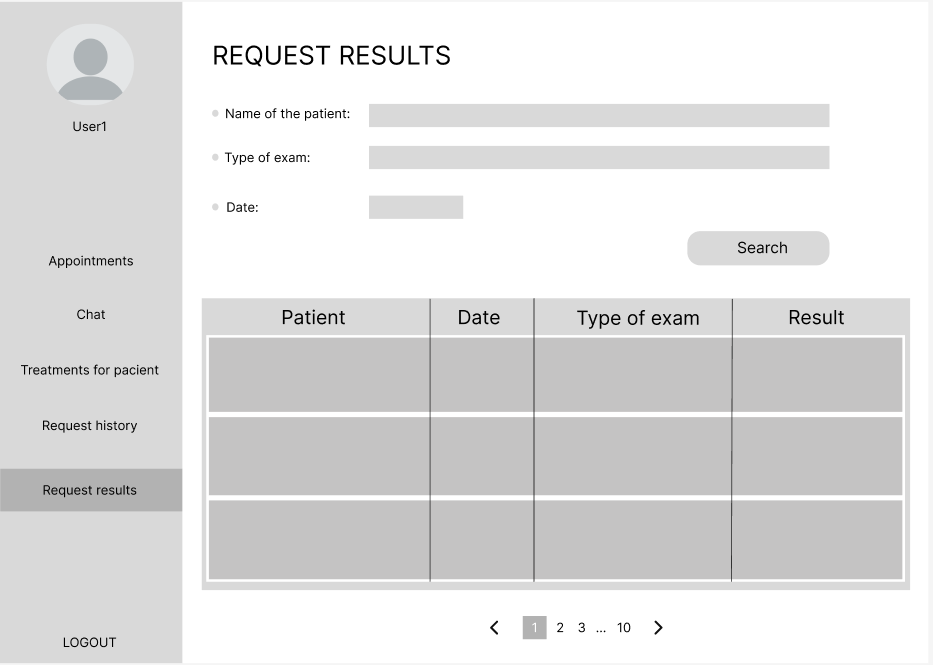 REQUEST RESULTS
User1
Name of the patient:
Type of exam:
Date:
Search
Appointments
Chat
Treatments for pacient
Request history
Request results
LOGOUT
Patient Date Type of exam Result
1 2 3 ... 10